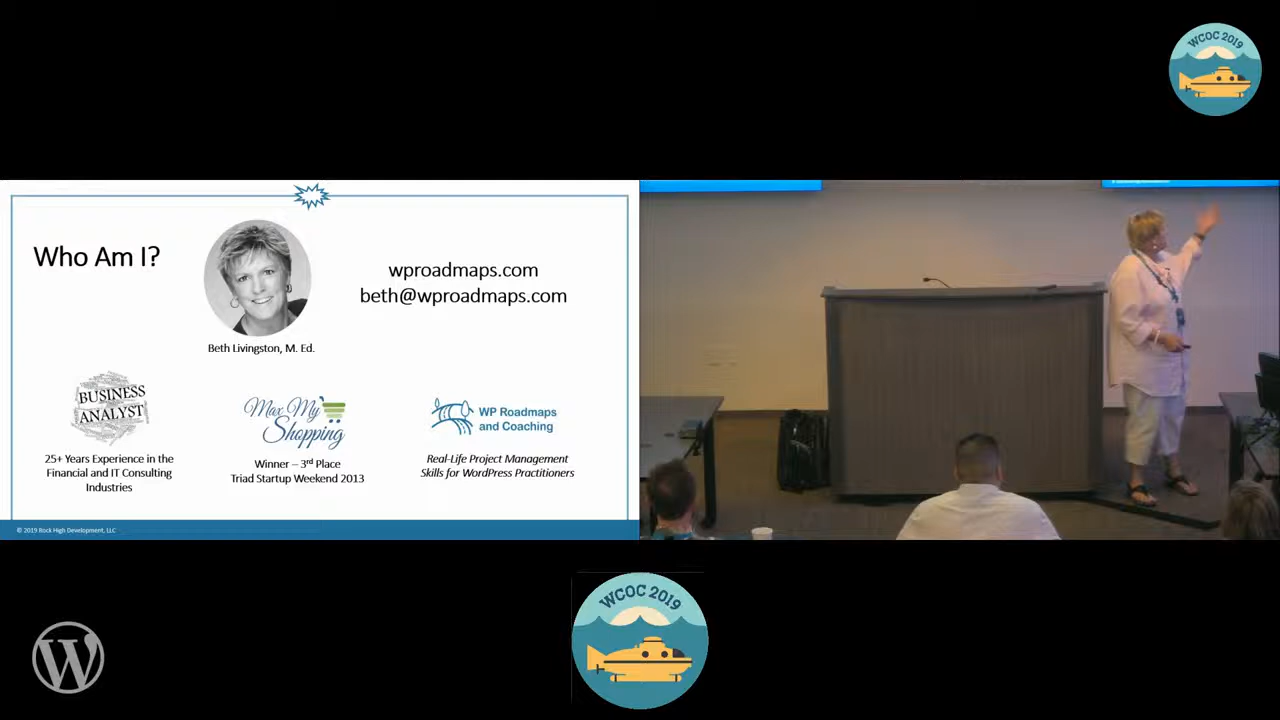 WCOC 2019
Who Am I?
wproadmaps.com
beth@wproadmaps.com
Beth Livingston, M. Ed.
BUSINESS
ANALYST
25+ Years Experience in the
Financial and IT Consulting
Industries
Max My
Shopping
Winner – 3rd Place
Triad Startup Weekend 2013
WP Roadmaps
and Coaching
Real-Life Project Management
Skills for WordPress Practitioners
© 2019 Rock High Development, LLC
W
WCOC 2019